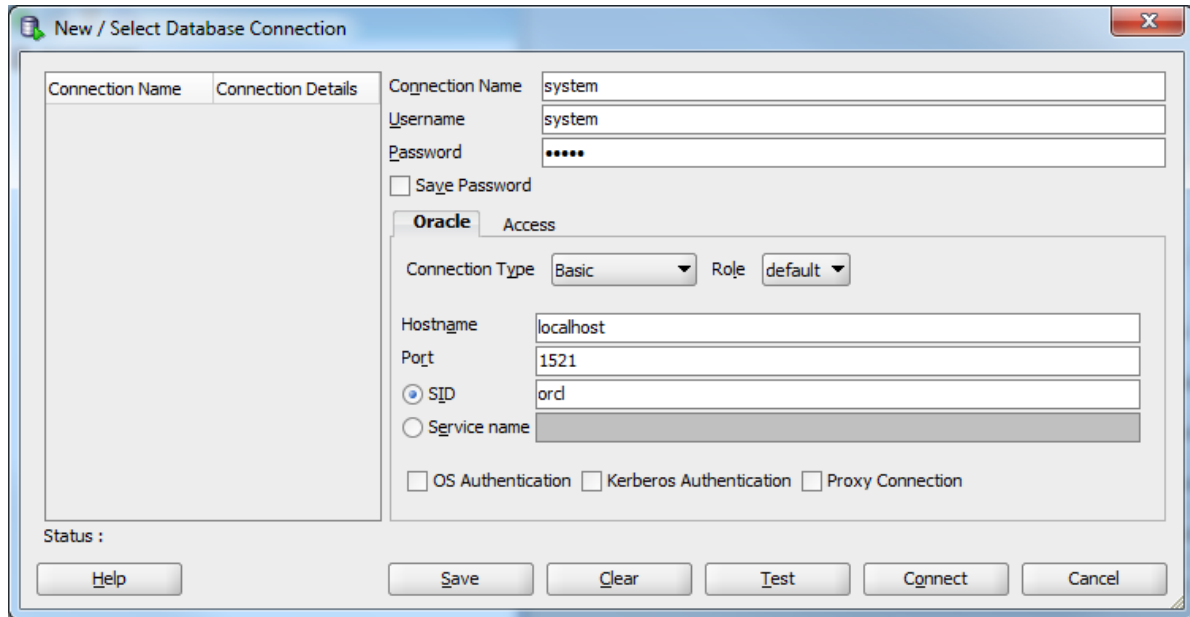 New / Select Database Connection
Connection Name Connection Details
Connection Name system
Username system
Password •••••
Save Password
Oracle Access
Connection Type Basic Role default
Hostname localhost
Port 1521
SID orcl
Service name
OS Authentication Kerberos Authentication Proxy Connection
Status :
Help Save Clear Test Connect Cancel